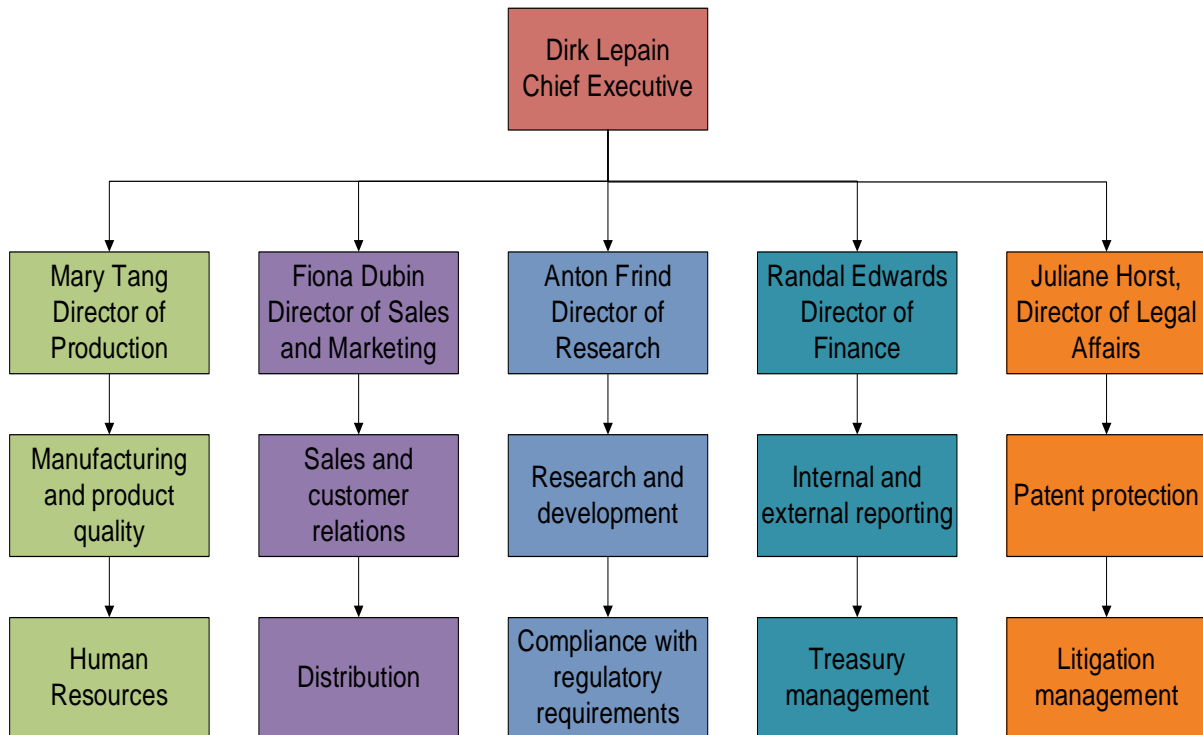 Dirk Lepain
Chief Executive
Mary Tang
Director of
Production
Fiona Dubin
Director of Sales
and Marketing
Anton Frind
Director of
Research
Randal Edwards
Director of
Finance
Juliane Horst,
Director of Legal
Affairs
Manufacturing
and product
quality
Sales and
customer
relations
Research and
development
Internal and
external reporting
Patent protection
Human
Resources
Distribution
Compliance with
regulatory
requirements
Treasury
management
Litigation
management